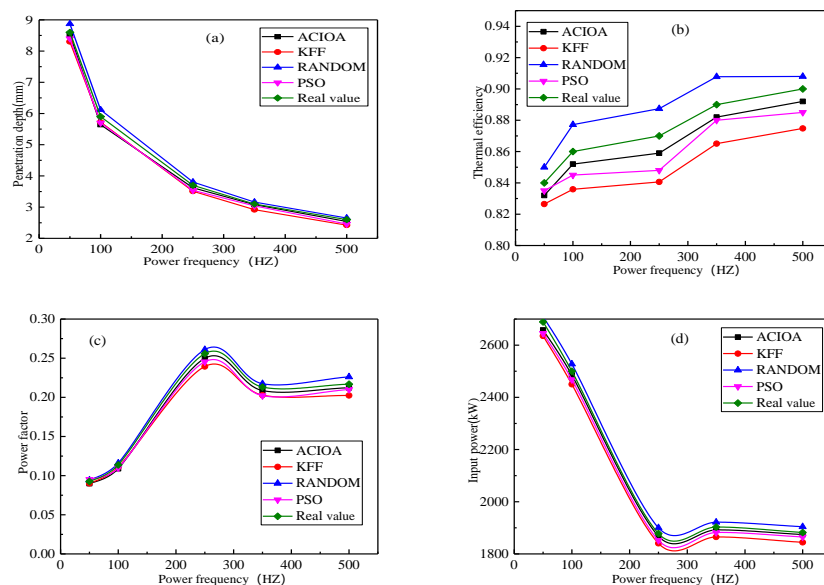 (a)
ACIOA
KFF
RANDOM
PSO
Real value
Penetration depth(mm)
9
8
7
6
5
4
3
2
0 100 200 300 400 500
Power frequency (HZ)
(b)
ACIOA
KFF
RANDOM
PSO
Real value
Thermal efficiency
0.94
0.92
0.90
0.88
0.86
0.84
0.82
0.80
0 100 200 300 400 500
Power frequency (HZ)
(c)
ACIOA
KFF
RANDOM
PSO
Real value
Power factor
0.30
0.25
0.20
0.15
0.10
0.05
0.00
0 100 200 300 400 500
Power frequency (HZ)
(d)
ACIOA
KFF
RANDOM
PSO
Real value
Input power(kW)
2600
2400
2200
2000
1900
1800
0 100 200 300 400 500
Power frequency (HZ)